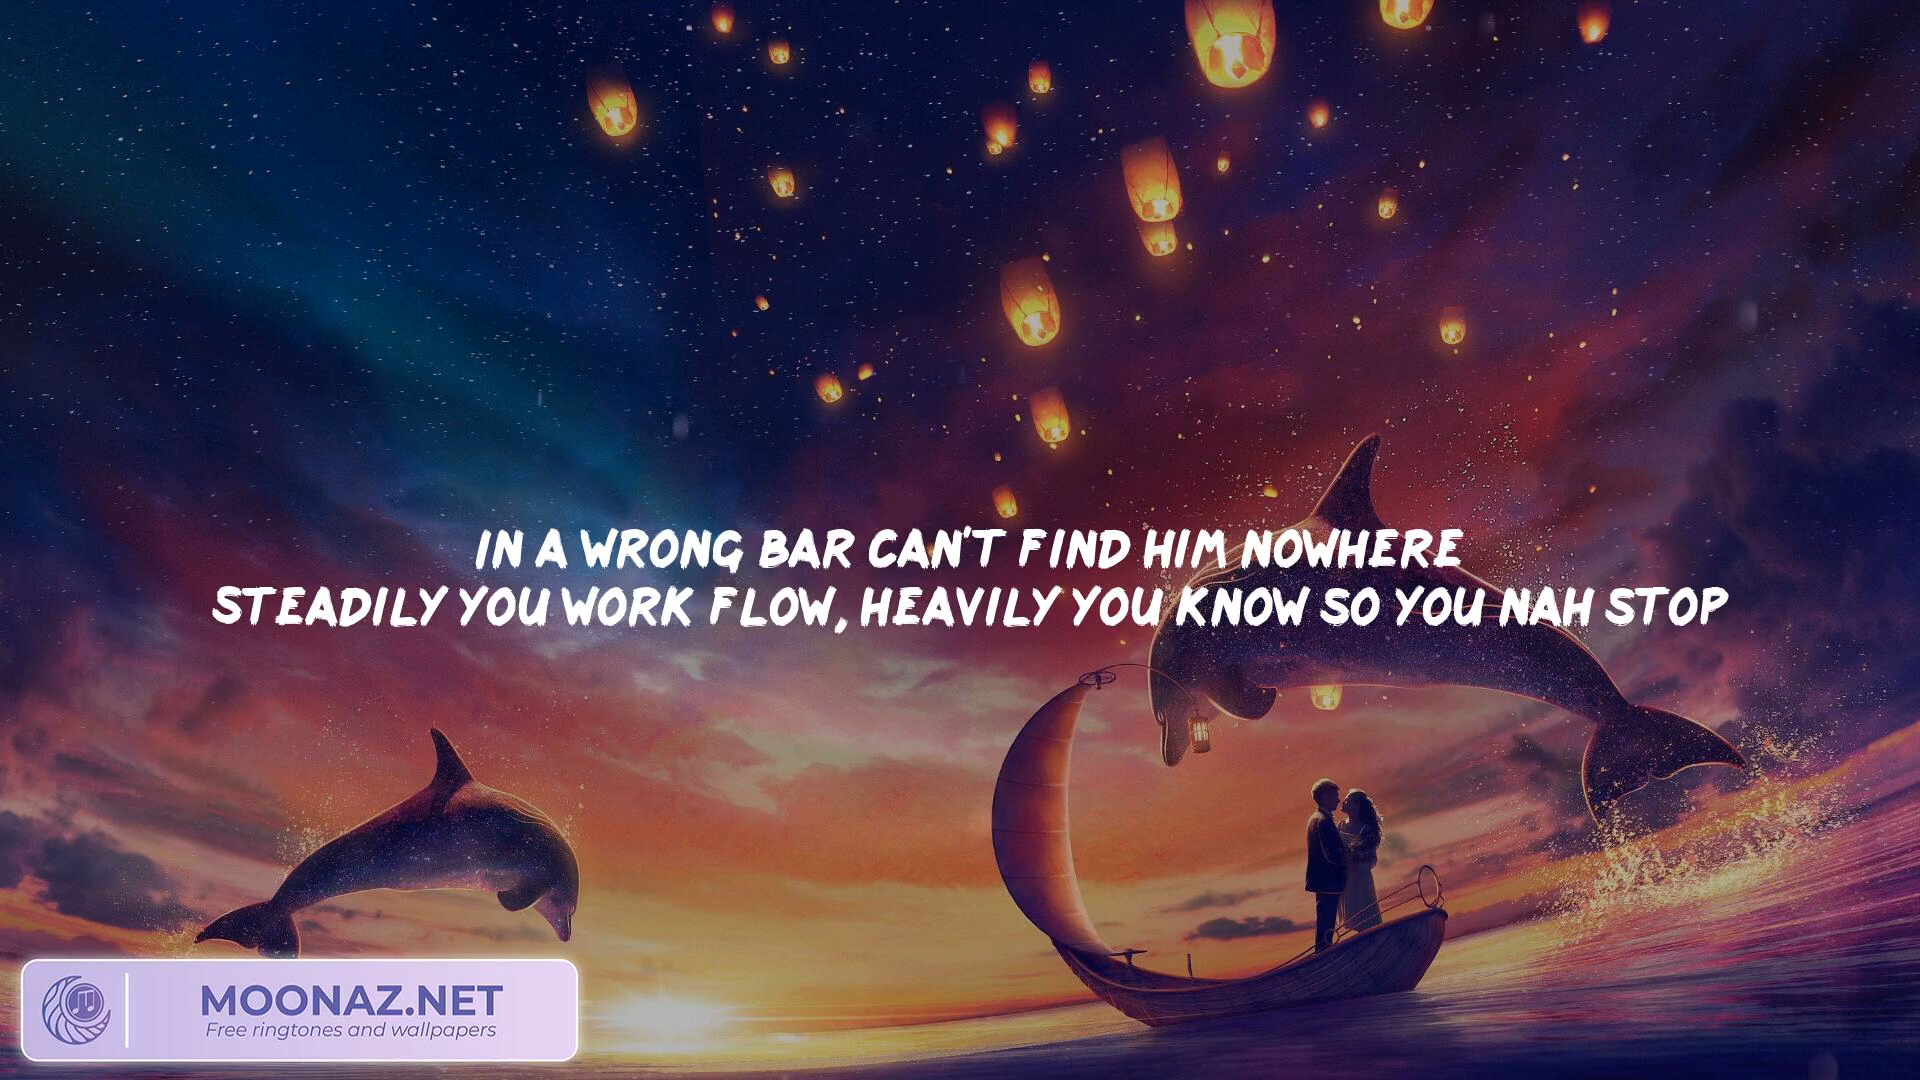 IN A WRONG BAR CAN'T FIND HIM NOWHERE
STEADILY YOU WORK FLOW, HEAVILY YOU KNOW SO YOU NAH STOP
MOONAZ.NET
Free ringtones and wallpapers